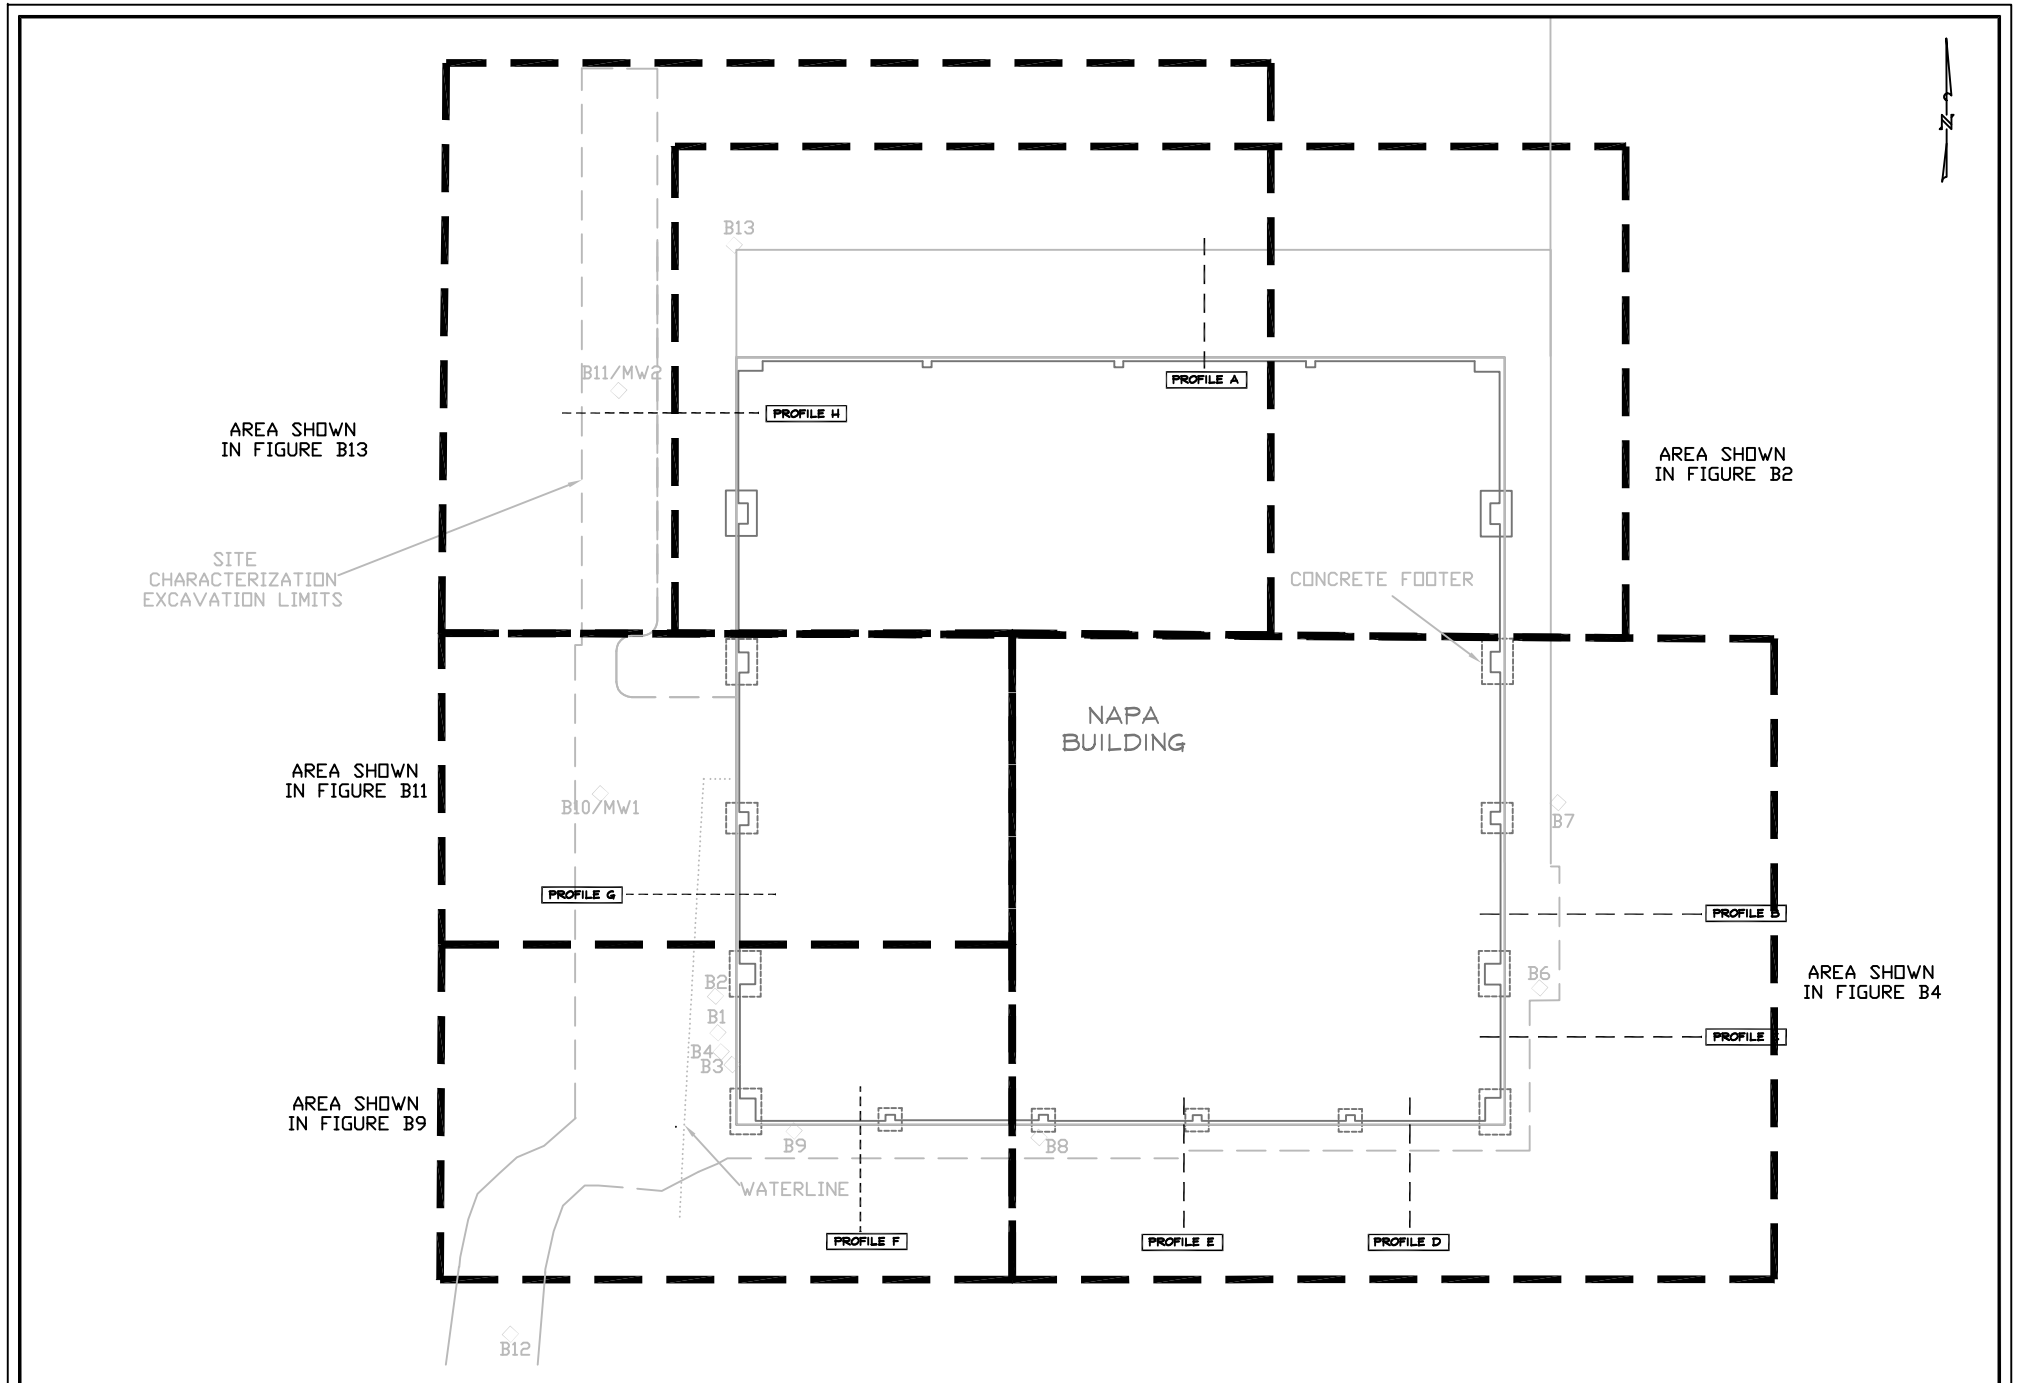 N
B13
B11/MW2
PROFILE A
PROFILE H
AREA SHOWN
IN FIGURE B13
AREA SHOWN
IN FIGURE B2
SITE
CHARACTERIZATION
EXCAVATION LIMITS
CONCRETE FOOTER
NAPA
BUILDING
AREA SHOWN
IN FIGURE B11
B10/MW1
B7
PROFILE G
PROFILE B
B2
B6
AREA SHOWN
IN FIGURE B4
B1
B4
B3
PROFILE
AREA SHOWN
IN FIGURE B9
B9
B8
WATERLINE
PROFILE F
PROFILE E
PROFILE D
B12